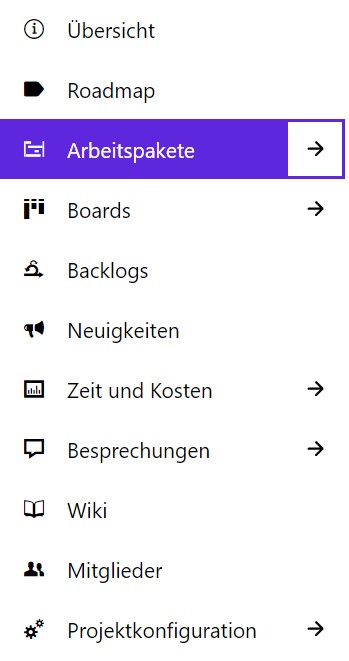 Übersicht
Roadmap
Arbeitspakete
Boards
Backlogs
Neuigkeiten
Zeit und Kosten
Besprechungen
Wiki
Mitglieder
Projektkonfiguration